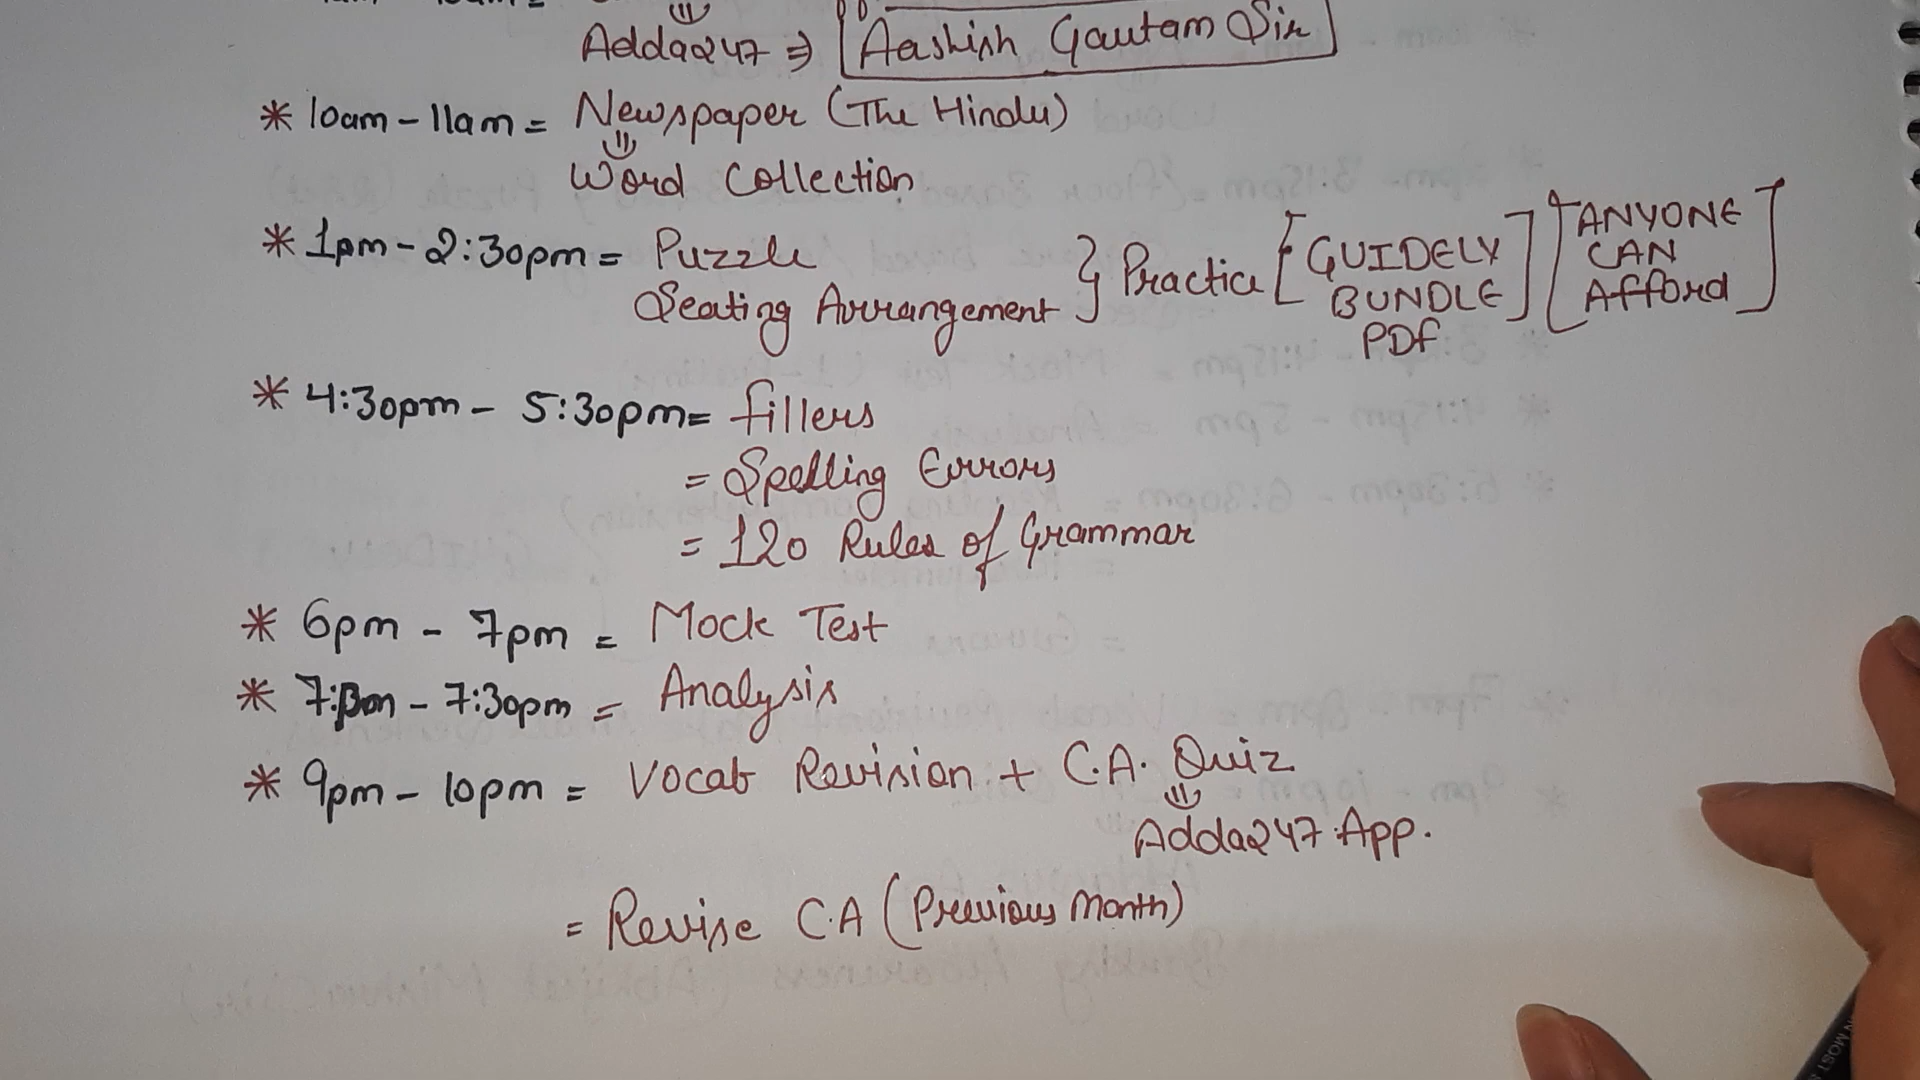 Adda247 ⇒ [Aashish Gautam Sir]
* 10am - 11am = Newspaper (The Hindu)
⇓
Word Collection
* 1pm - 2:30pm = Puzzle
Seating Arrangement } Practice [GUIDELY BUNDLE PDF] [ANYONE CAN Afford]
* 4:30pm - 5:30pm = fillers
= Spelling Errors
= 120 Rules of Grammar
* 6pm - 7pm = Mock Test
* 7:pm - 7:30pm = Analysis
* 9pm - 10pm = Vocab Revision + C.A. Quiz
⇓
Adda247 App.
= Revise C.A (Previous Month)